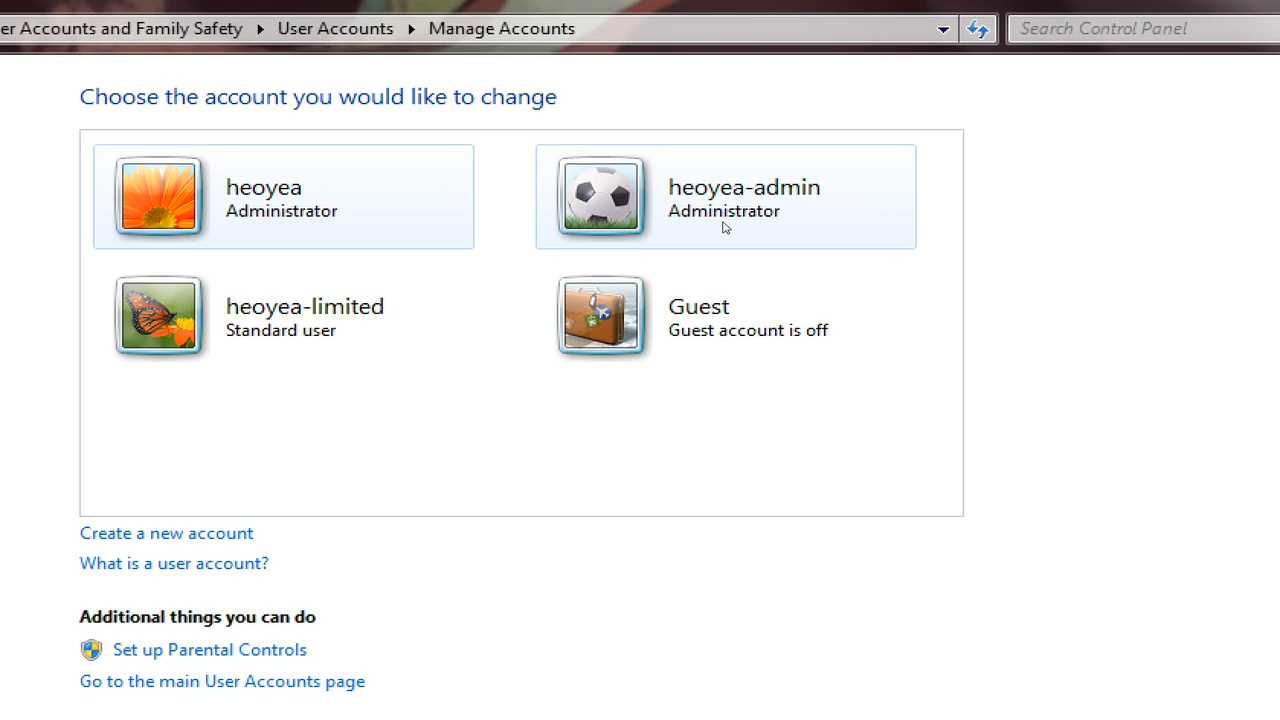 er Accounts and Family Safety ▸ User Accounts ▸ Manage Accounts
Search Control Panel
Choose the account you would like to change
heoyea
Administrator
heoyea-admin
Administrator
heoyea-limited
Standard user
Guest
Guest account is off
Create a new account
What is a user account?
Additional things you can do
Set up Parental Controls
Go to the main User Accounts page